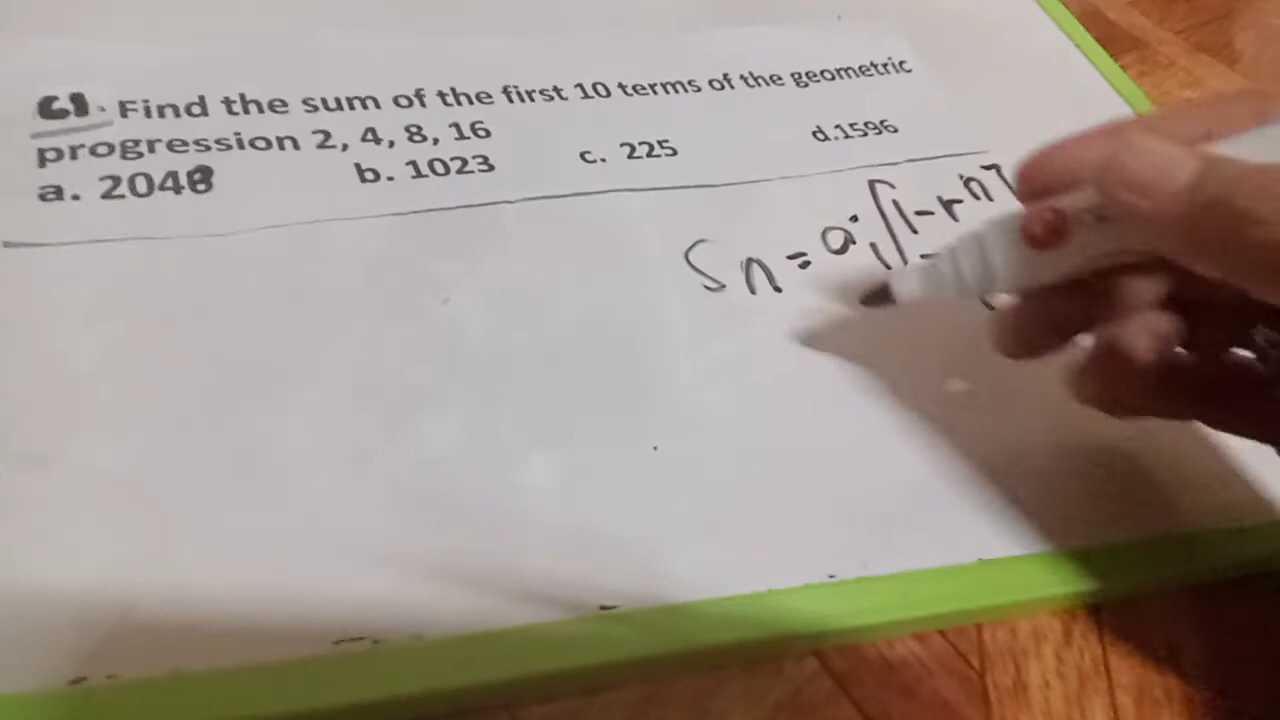 61. Find the sum of the first 10 terms of the geometric
progression 2, 4, 8, 16
a. 2048 b. 1023 c. 225 d.1596
Sn = a₁[1-rⁿ]